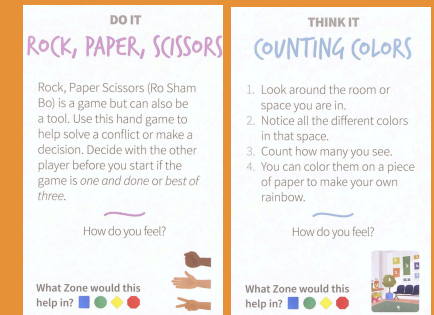 DO IT
ROCK, PAPER, SCISSORS
Rock, Paper Scissors (Ro Sham
Bo) is a game but can also be
a tool. Use this hand game to
help solve a conflict or make a
decision. Decide with the other
player before you start if the
game is one and done or best of
three.
How do you feel?
What Zone would this
help in?
THINK IT
COUNTING COLORS
1. Look around the room or
space you are in.
2. Notice all the different colors
in that space.
3. Count how many you see.
4. You can color them on a piece
of paper to make your own
rainbow.
How do you feel?
What Zone would this
help in?